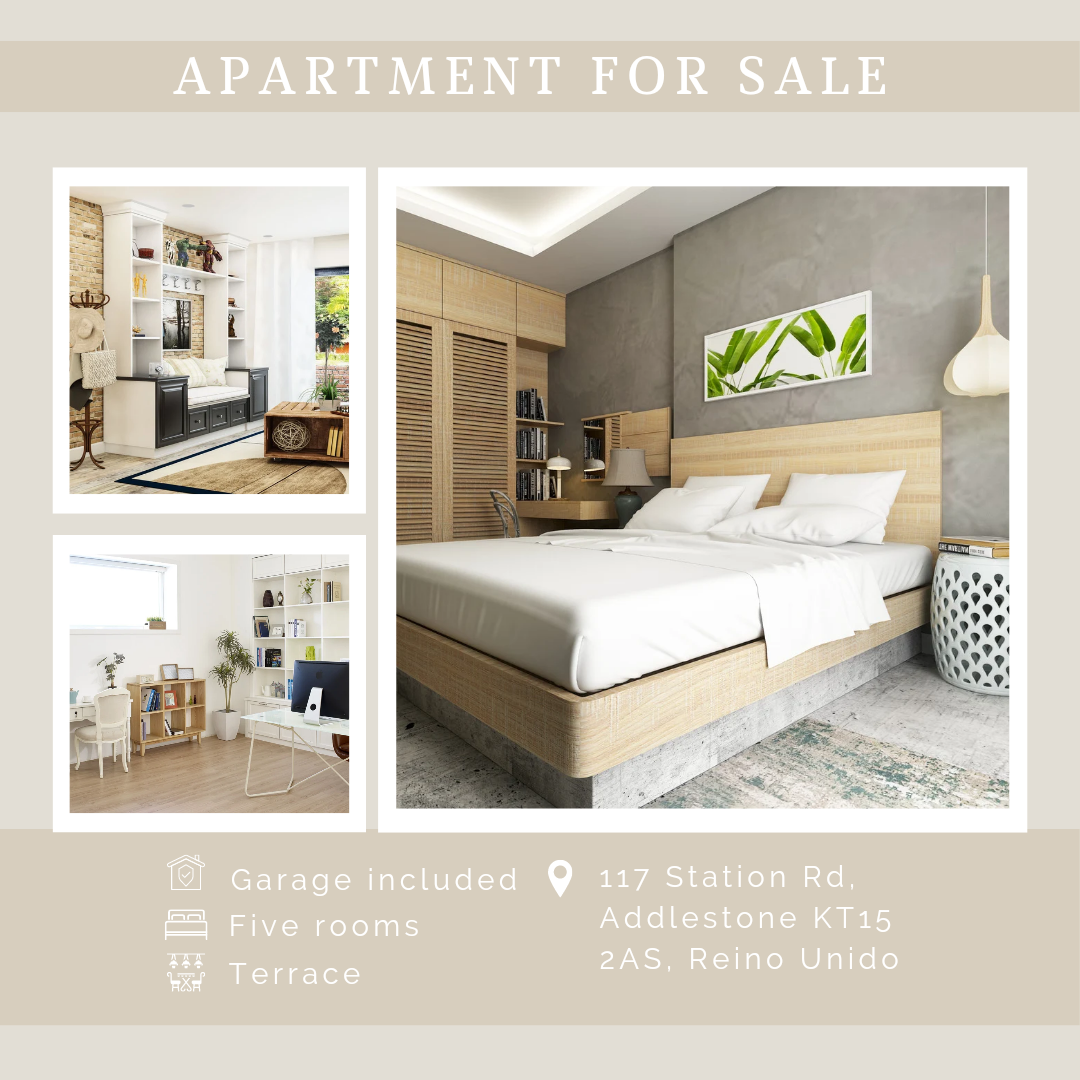 APARTMENT FOR SALE
Garage included
Five rooms
Terrace
117 Station Rd,
Addlestone KT15
2AS, Reino Unido